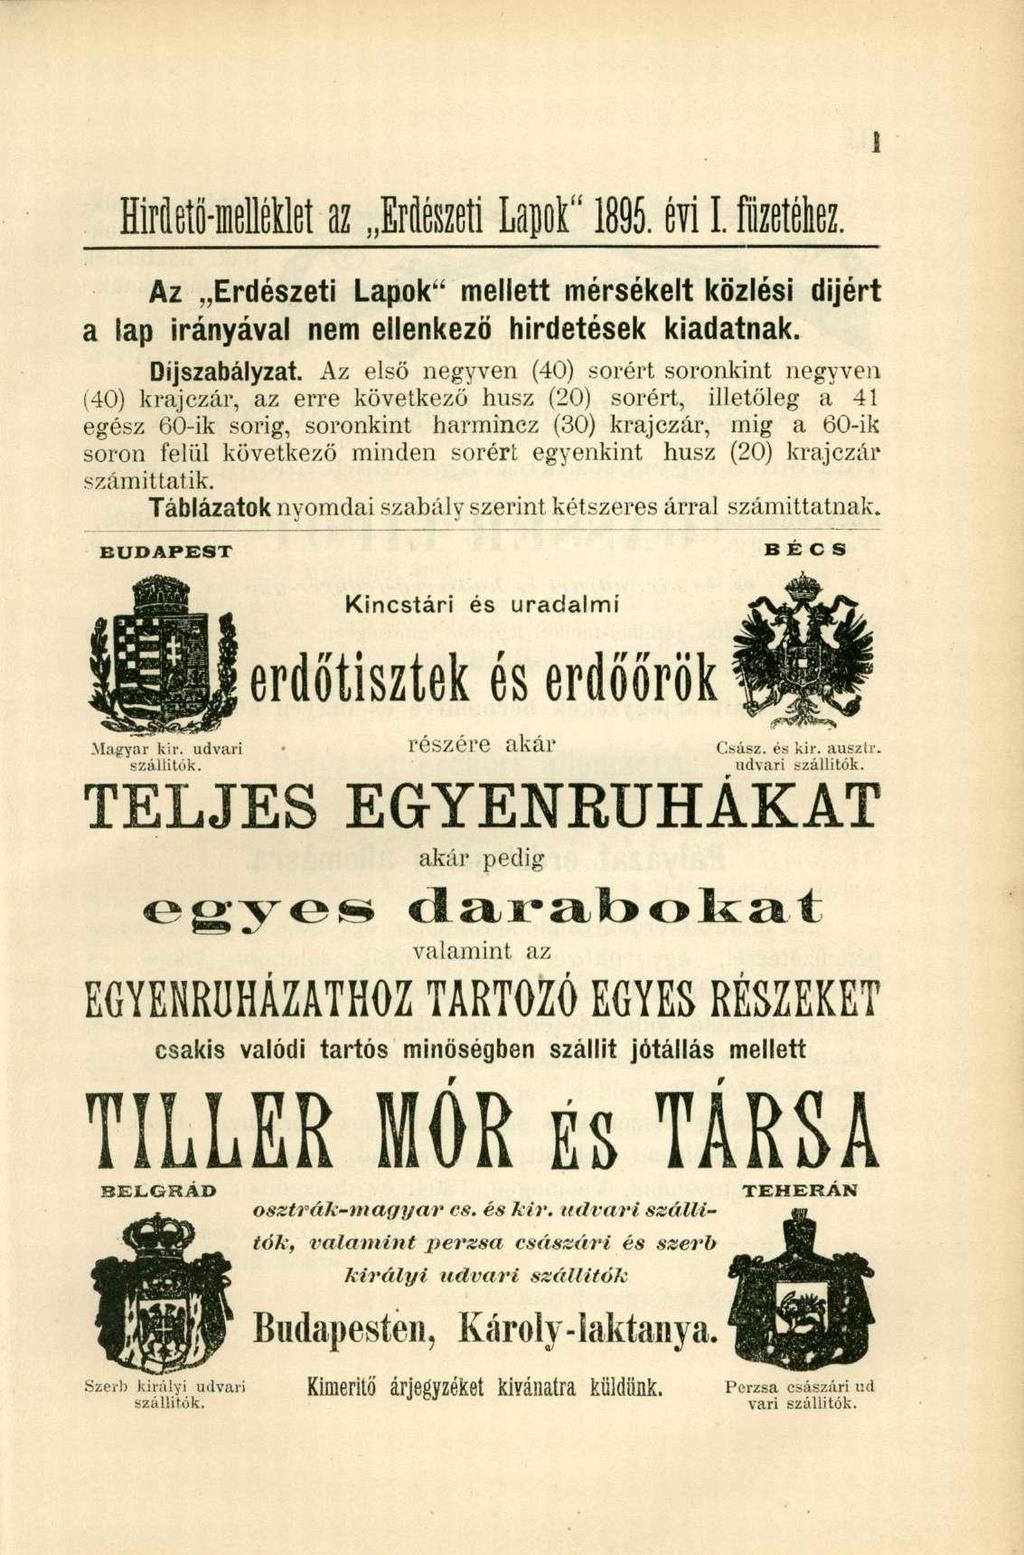 1
Hirdető-melléklet az „Erdészeti Lapok“ 1895. évi I. füzetéhez.
Az „Erdészeti Lapok“ mellett mérsékelt közlési dijért
a lap irányával nem ellenkező hirdetések kiadatnak.
Díjszabályzat. Az első negyven (40) sorért soronkint negyven
(40) krajczár, az erre következő husz (20) sorért, illetőleg a 41
egész 60-ik sorig, soronkint harmincz (30) krajczár, mig a 60-ik
soron felül következő minden sorért egyenkint husz (20) krajczár
számittatik.
Táblázatok nyomdai szabály szerint kétszeres árral számittatnak.
BUDAPEST
BÉCS
Kincstári és uradalmi
erdőtisztek és erdőőrök
Magyar kir. udvari
szállitók.
részére akár
Csász. és kir. ausztr.
udvari szállitók.
TELJES EGYENRUHÁKAT
akár pedig
egyes darabokat
valamint az
EGYENRUHÁZATHOZ TARTOZÓ EGYES RÉSZEKET
csakis valódi tartós minőségben szállit jótállás mellett
TILLER MÓR ÉS TÁRSA
BELGRÁD
TEHERÁN
osztrák-magyar cs. és kir. udvari szálli-
tók, valamint perzsa császári és szerb
királyi udvari szállitók
Budapesten, Károly-laktanya.
Szerb királyi udvari
szállitók.
Kimeritő árjegyzéket kivánatra küldünk.
Perzsa császári ud
vari szállitók.